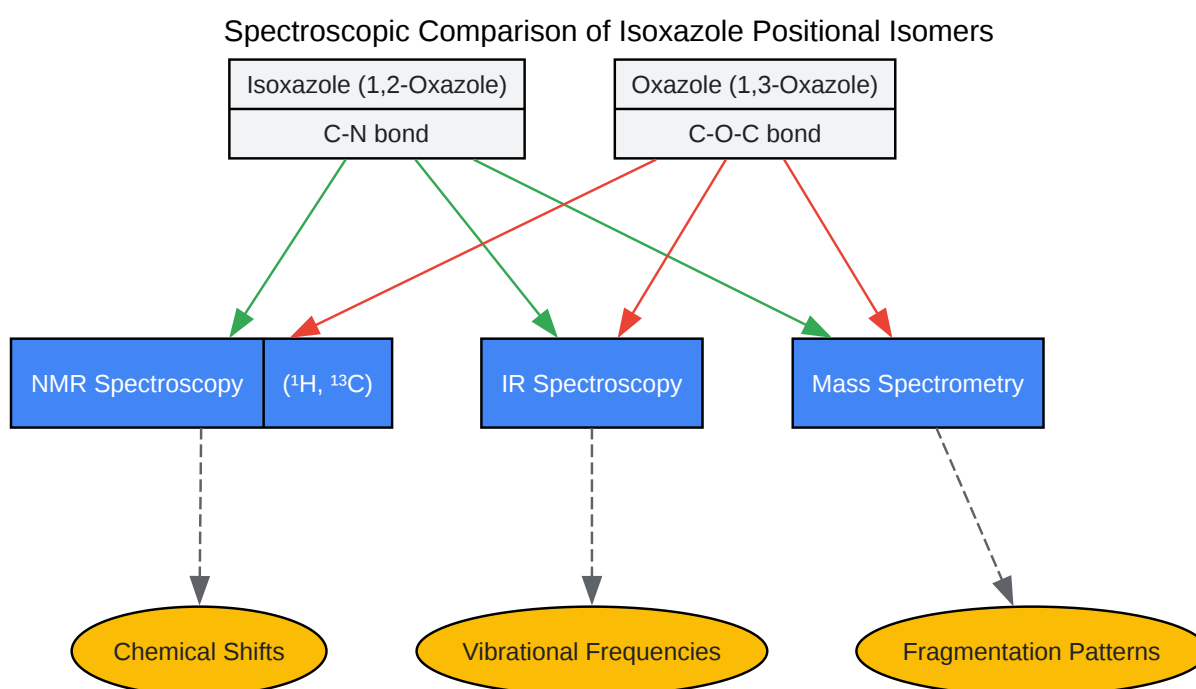 Spectroscopic Comparison of Isoxazole Positional Isomers
Isoxazole (1,2-Oxazole)
C-N bond
Oxazole (1,3-Oxazole)
C-O-C bond
NMR Spectroscopy
(¹H, ¹³C)
IR Spectroscopy
Mass Spectrometry
Chemical Shifts
Vibrational Frequencies
Fragmentation Patterns